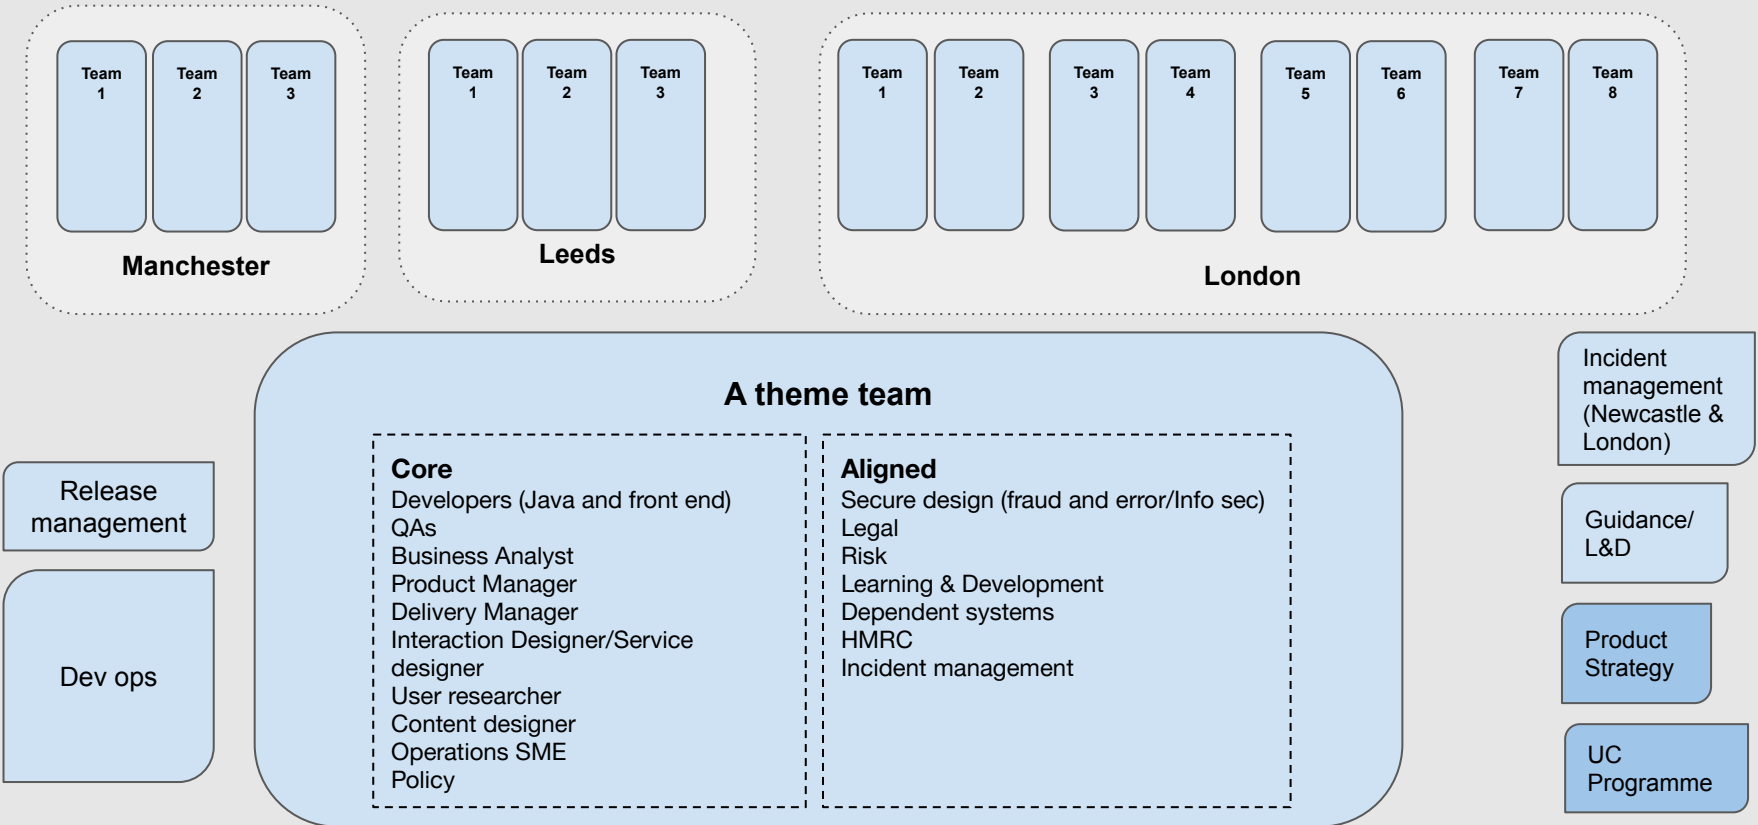 Team
1
Team
2
Team
3
Manchester
Team
1
Team
2
Team
3
Leeds
Team
1
Team
2
Team
3
Team
4
Team
5
Team
6
Team
7
Team
8
London
A theme team
Core
Developers (Java and front end)
QAs
Business Analyst
Product Manager
Delivery Manager
Interaction Designer/Service
designer
User researcher
Content designer
Operations SME
Policy
Aligned
Secure design (fraud and error/Info sec)
Legal
Risk
Learning & Development
Dependent systems
HMRC
Incident management
Release
management
Dev ops
Incident
management
(Newcastle &
London)
Guidance/
L&D
Product
Strategy
UC
Programme